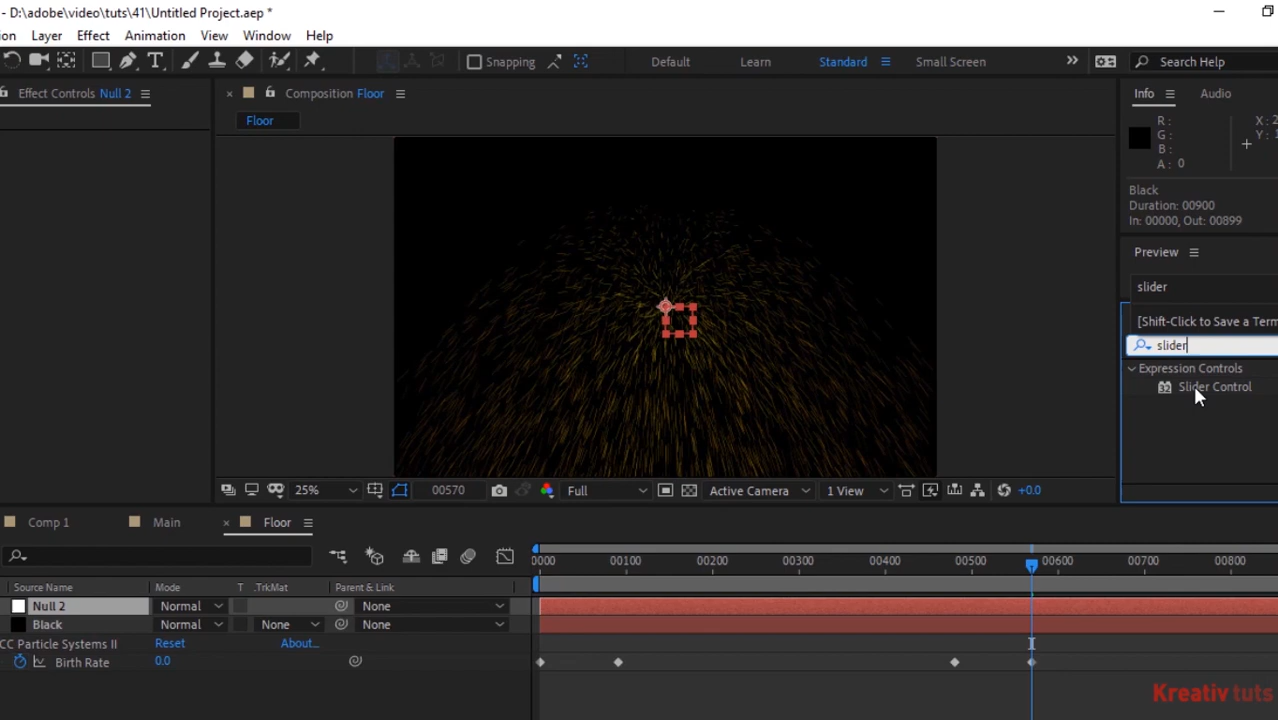 - D:\adobe\video\tuts\41\Untitled Project.aep *
ion Layer Effect Animation View Window Help
Snapping Default Learn Standard Small Screen Search Help
Effect Controls Null 2
Composition Floor
Info Audio
Floor
R: X: 2
G: Y: 1
B:
A: 0
Black
Duration: 00900
In: 00000, Out: 00899
Preview
slider
[Shift-Click to Save a Term
slider
Expression Controls
Slider Control
25% 00570 Full Active Camera 1 View +0.0
Comp 1 Main Floor
0000 00100 00200 00300 00400 00500 00600 00700 00800
Source Name Mode T .TrkMat Parent & Link
Null 2 Normal None
Black Normal None None
CC Particle Systems II Reset About...
Birth Rate 0.0
Kreativ tuts